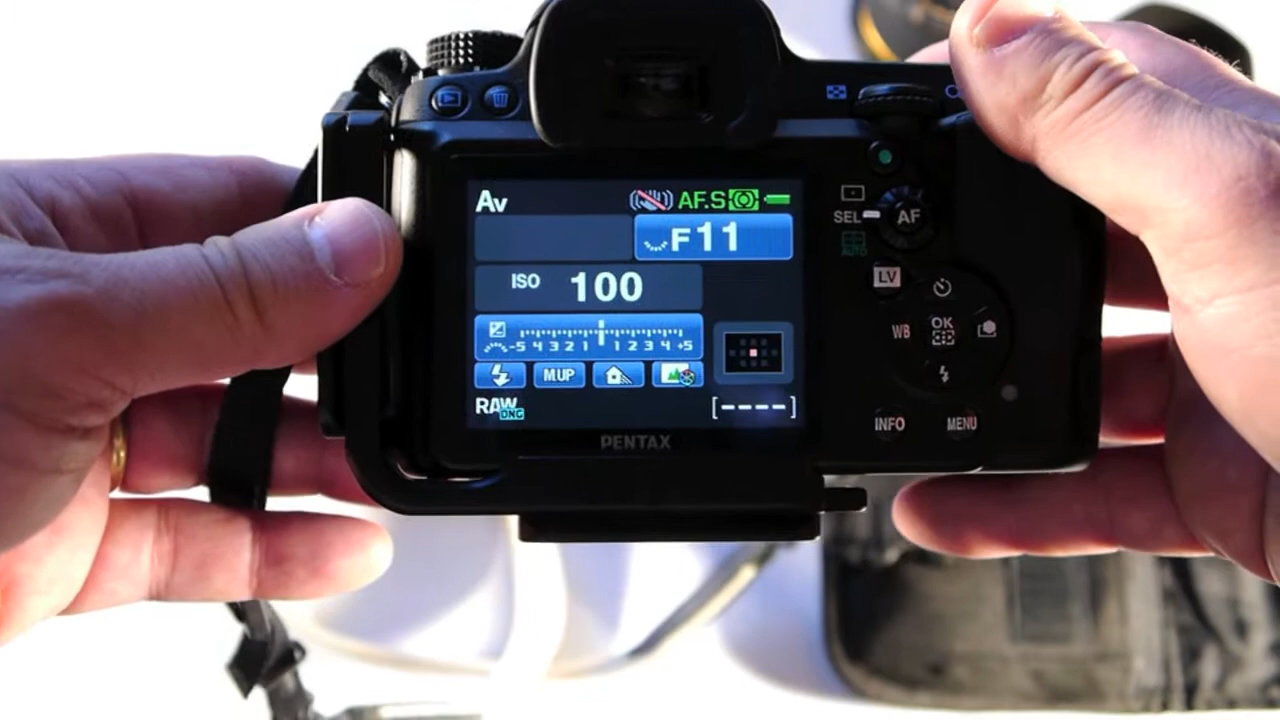 Av AF.S
F11
ISO 100
-5 4 3 2 1 1 2 3 4 +5
M.UP
RAW DNG [----]
PENTAX
SEL AF
AUTO
LV
WB OK
INFO MENU